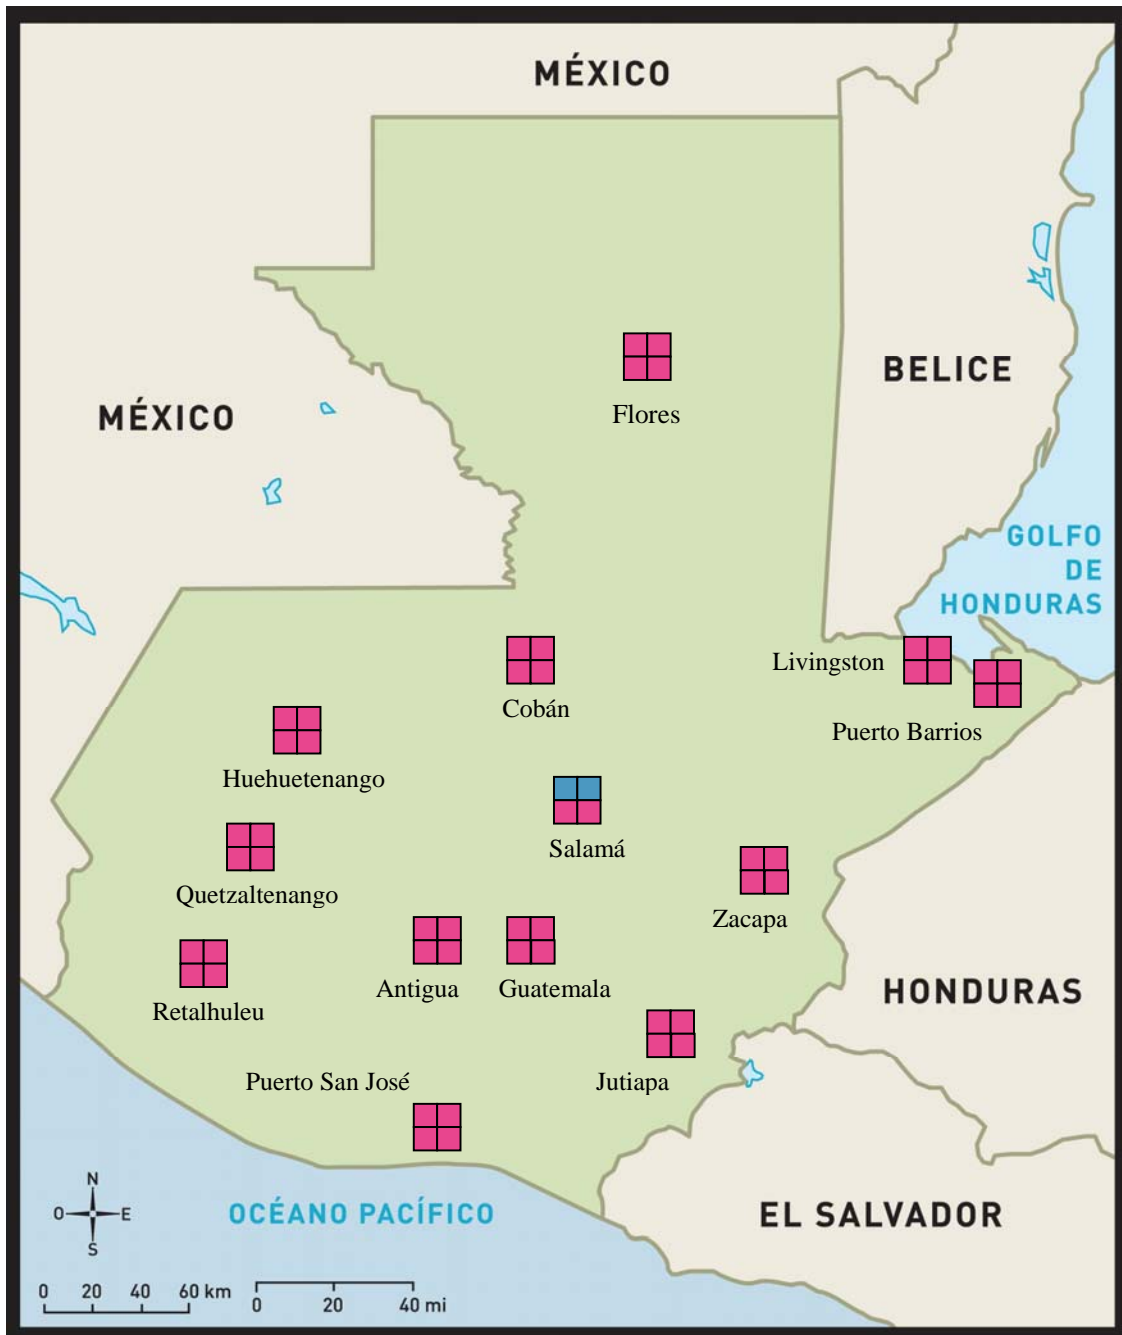 MÉXICO
BELICE
Flores
MÉXICO
GOLFO
DE
HONDURAS
Livingston
Cobán
Puerto Barrios
Huehuetenango
Salamá
Quetzaltenango
Zacapa
Antigua
Guatemala
HONDURAS
Retalhuleu
Puerto San José
Jutiapa
N
O
E
S
OCÉANO PACÍFICO
EL SALVADOR
0 20 40 60 km
0 20 40 mi